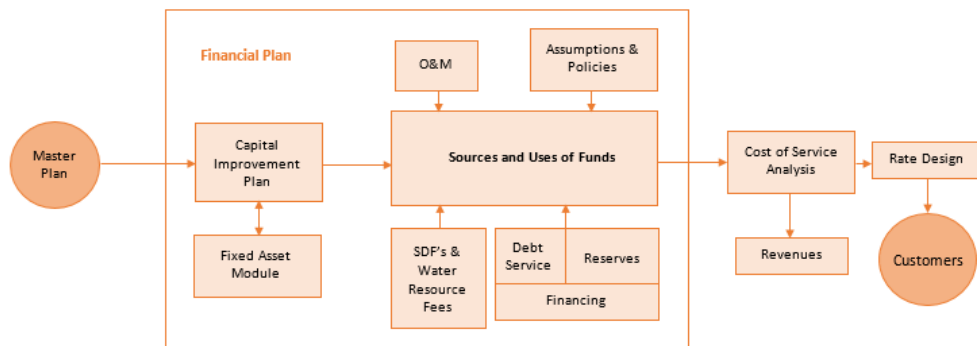 Financial Plan
O&M
Assumptions &
Policies
Master
Plan
Capital
Improvement
Plan
Sources and Uses of Funds
Cost of Service
Analysis
Rate Design
Fixed Asset
Module
SDF's &
Water
Resource
Fees
Debt
Service
Reserves
Financing
Revenues
Customers